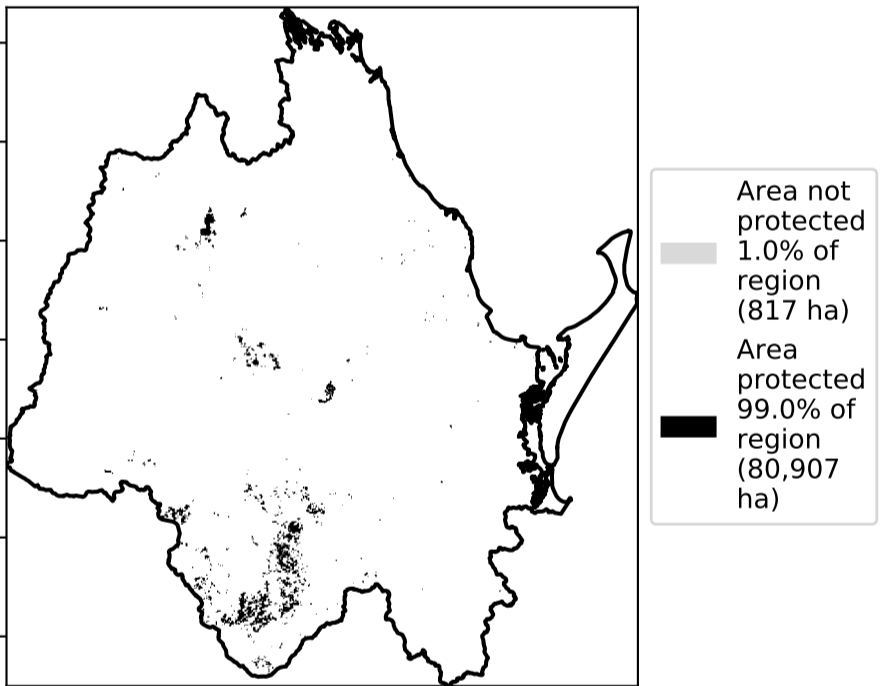 Area not
protected
1.0% of
region
(817 ha)
Area
protected
99.0% of
region
(80,907
ha)